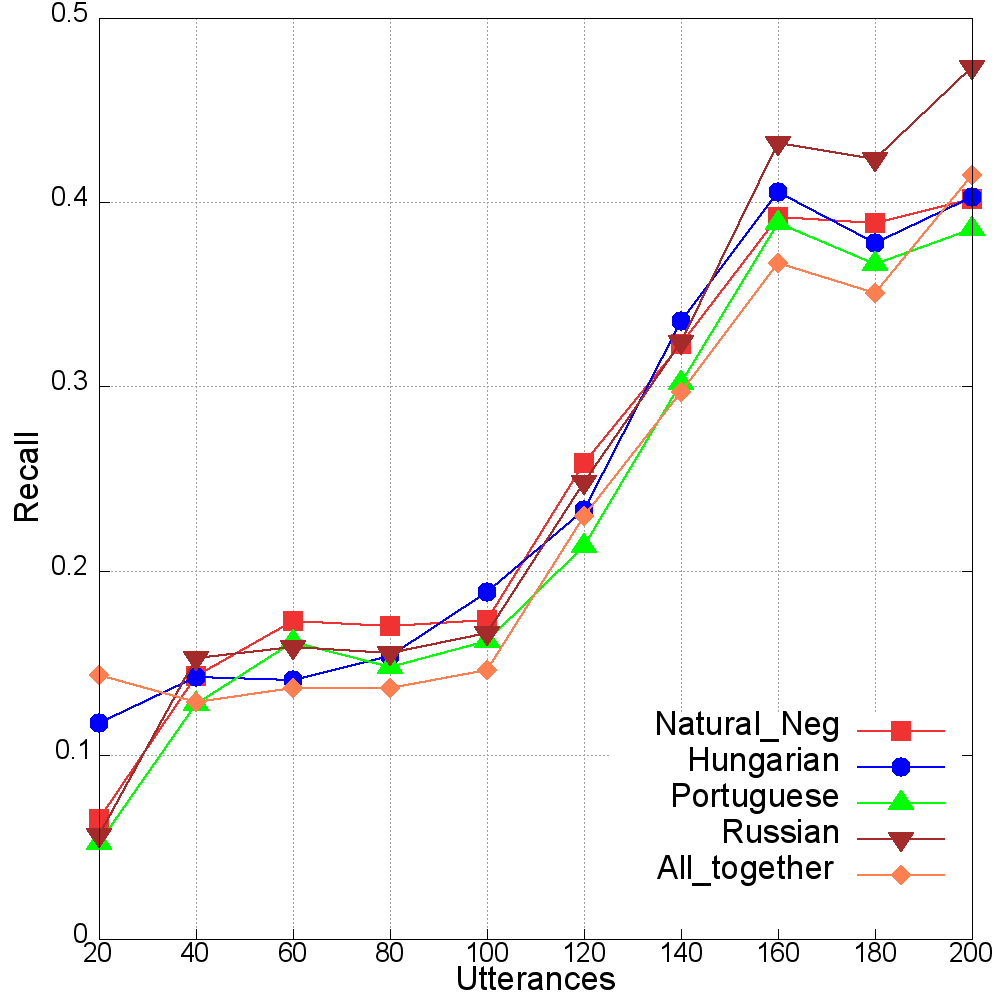 0.5
0.4
0.3
0.2
0.1
0
Recall
Natural_Neg
Hungarian
Portuguese
Russian
All_together
20 40 60 80 100 120 140 160 180 200
Utterances